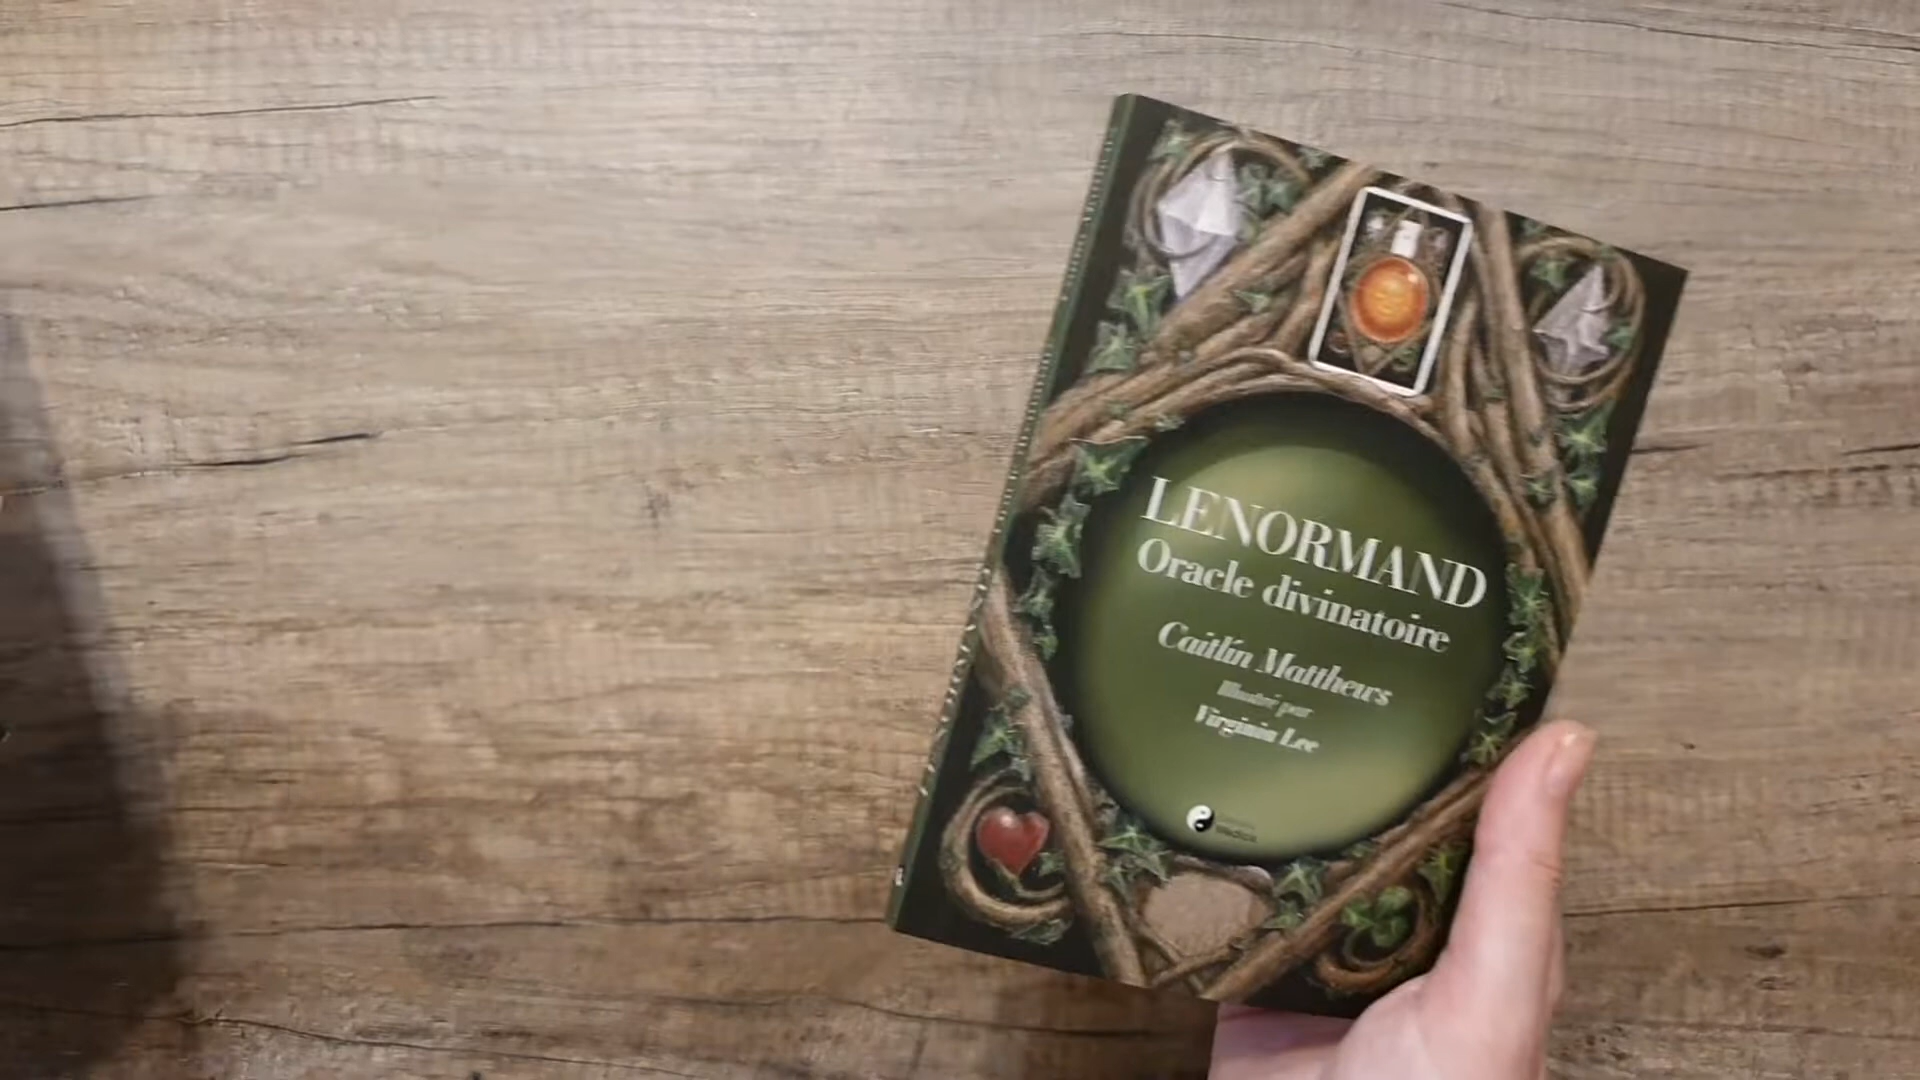 LENORMAND
Oracle divinatoire
Caitlín Matthews
Illustré par
Virginia Lee